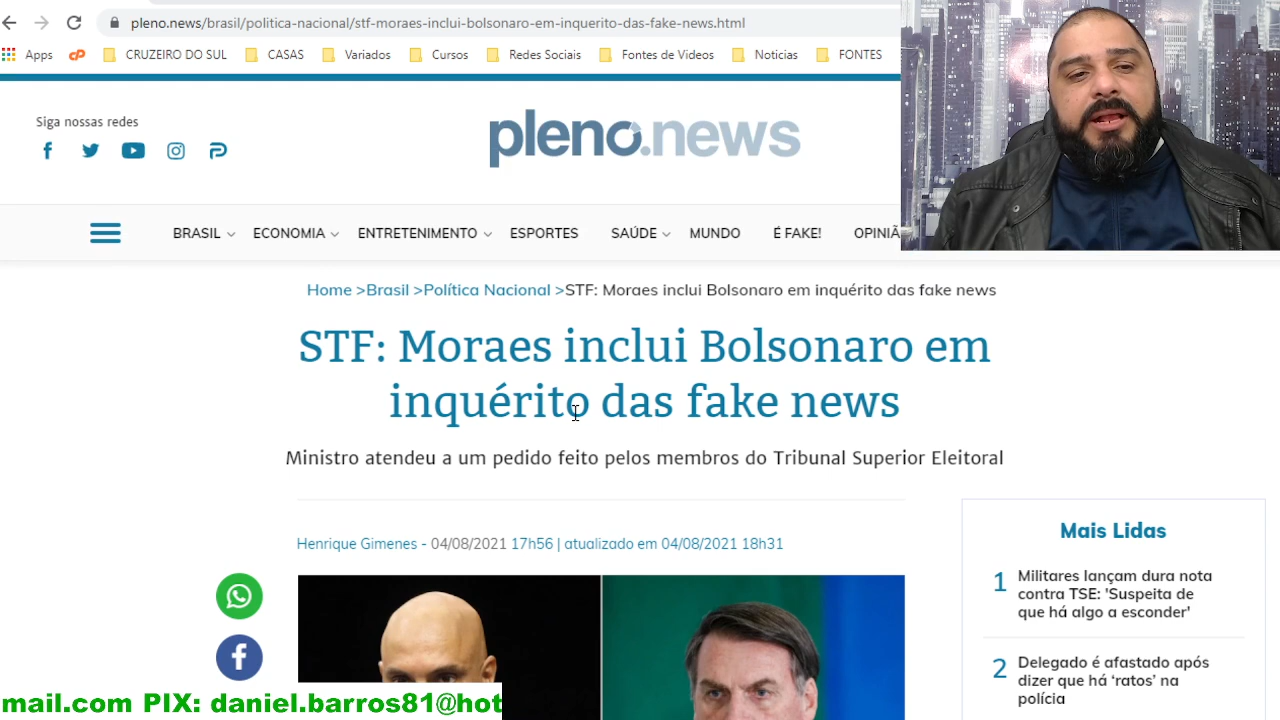 pleno.news/brasil/politica-nacional/stf-moraes-inclui-bolsonaro-em-inquerito-das-fake-news.html
Apps
CRUZEIRO DO SUL
CASAS
Variados
Cursos
Redes Sociais
Fontes de Videos
Noticias
FONTES
Siga nossas redes
pleno.news
BRASIL
ECONOMIA
ENTRETENIMENTO
ESPORTES
SAÚDE
MUNDO
É FAKE!
OPINIÃ
Home >Brasil >Política Nacional >STF: Moraes inclui Bolsonaro em inquérito das fake news
STF: Moraes inclui Bolsonaro em
inquérito das fake news
Ministro atendeu a um pedido feito pelos membros do Tribunal Superior Eleitoral
Henrique Gimenes - 04/08/2021 17h56 | atualizado em 04/08/2021 18h31
Mais Lidas
1
Militares lançam dura nota
contra TSE: 'Suspeita de
que há algo a esconder'
2
Delegado é afastado após
dizer que há ‘ratos’ na
polícia
mail.com PIX: daniel.barros81@hot